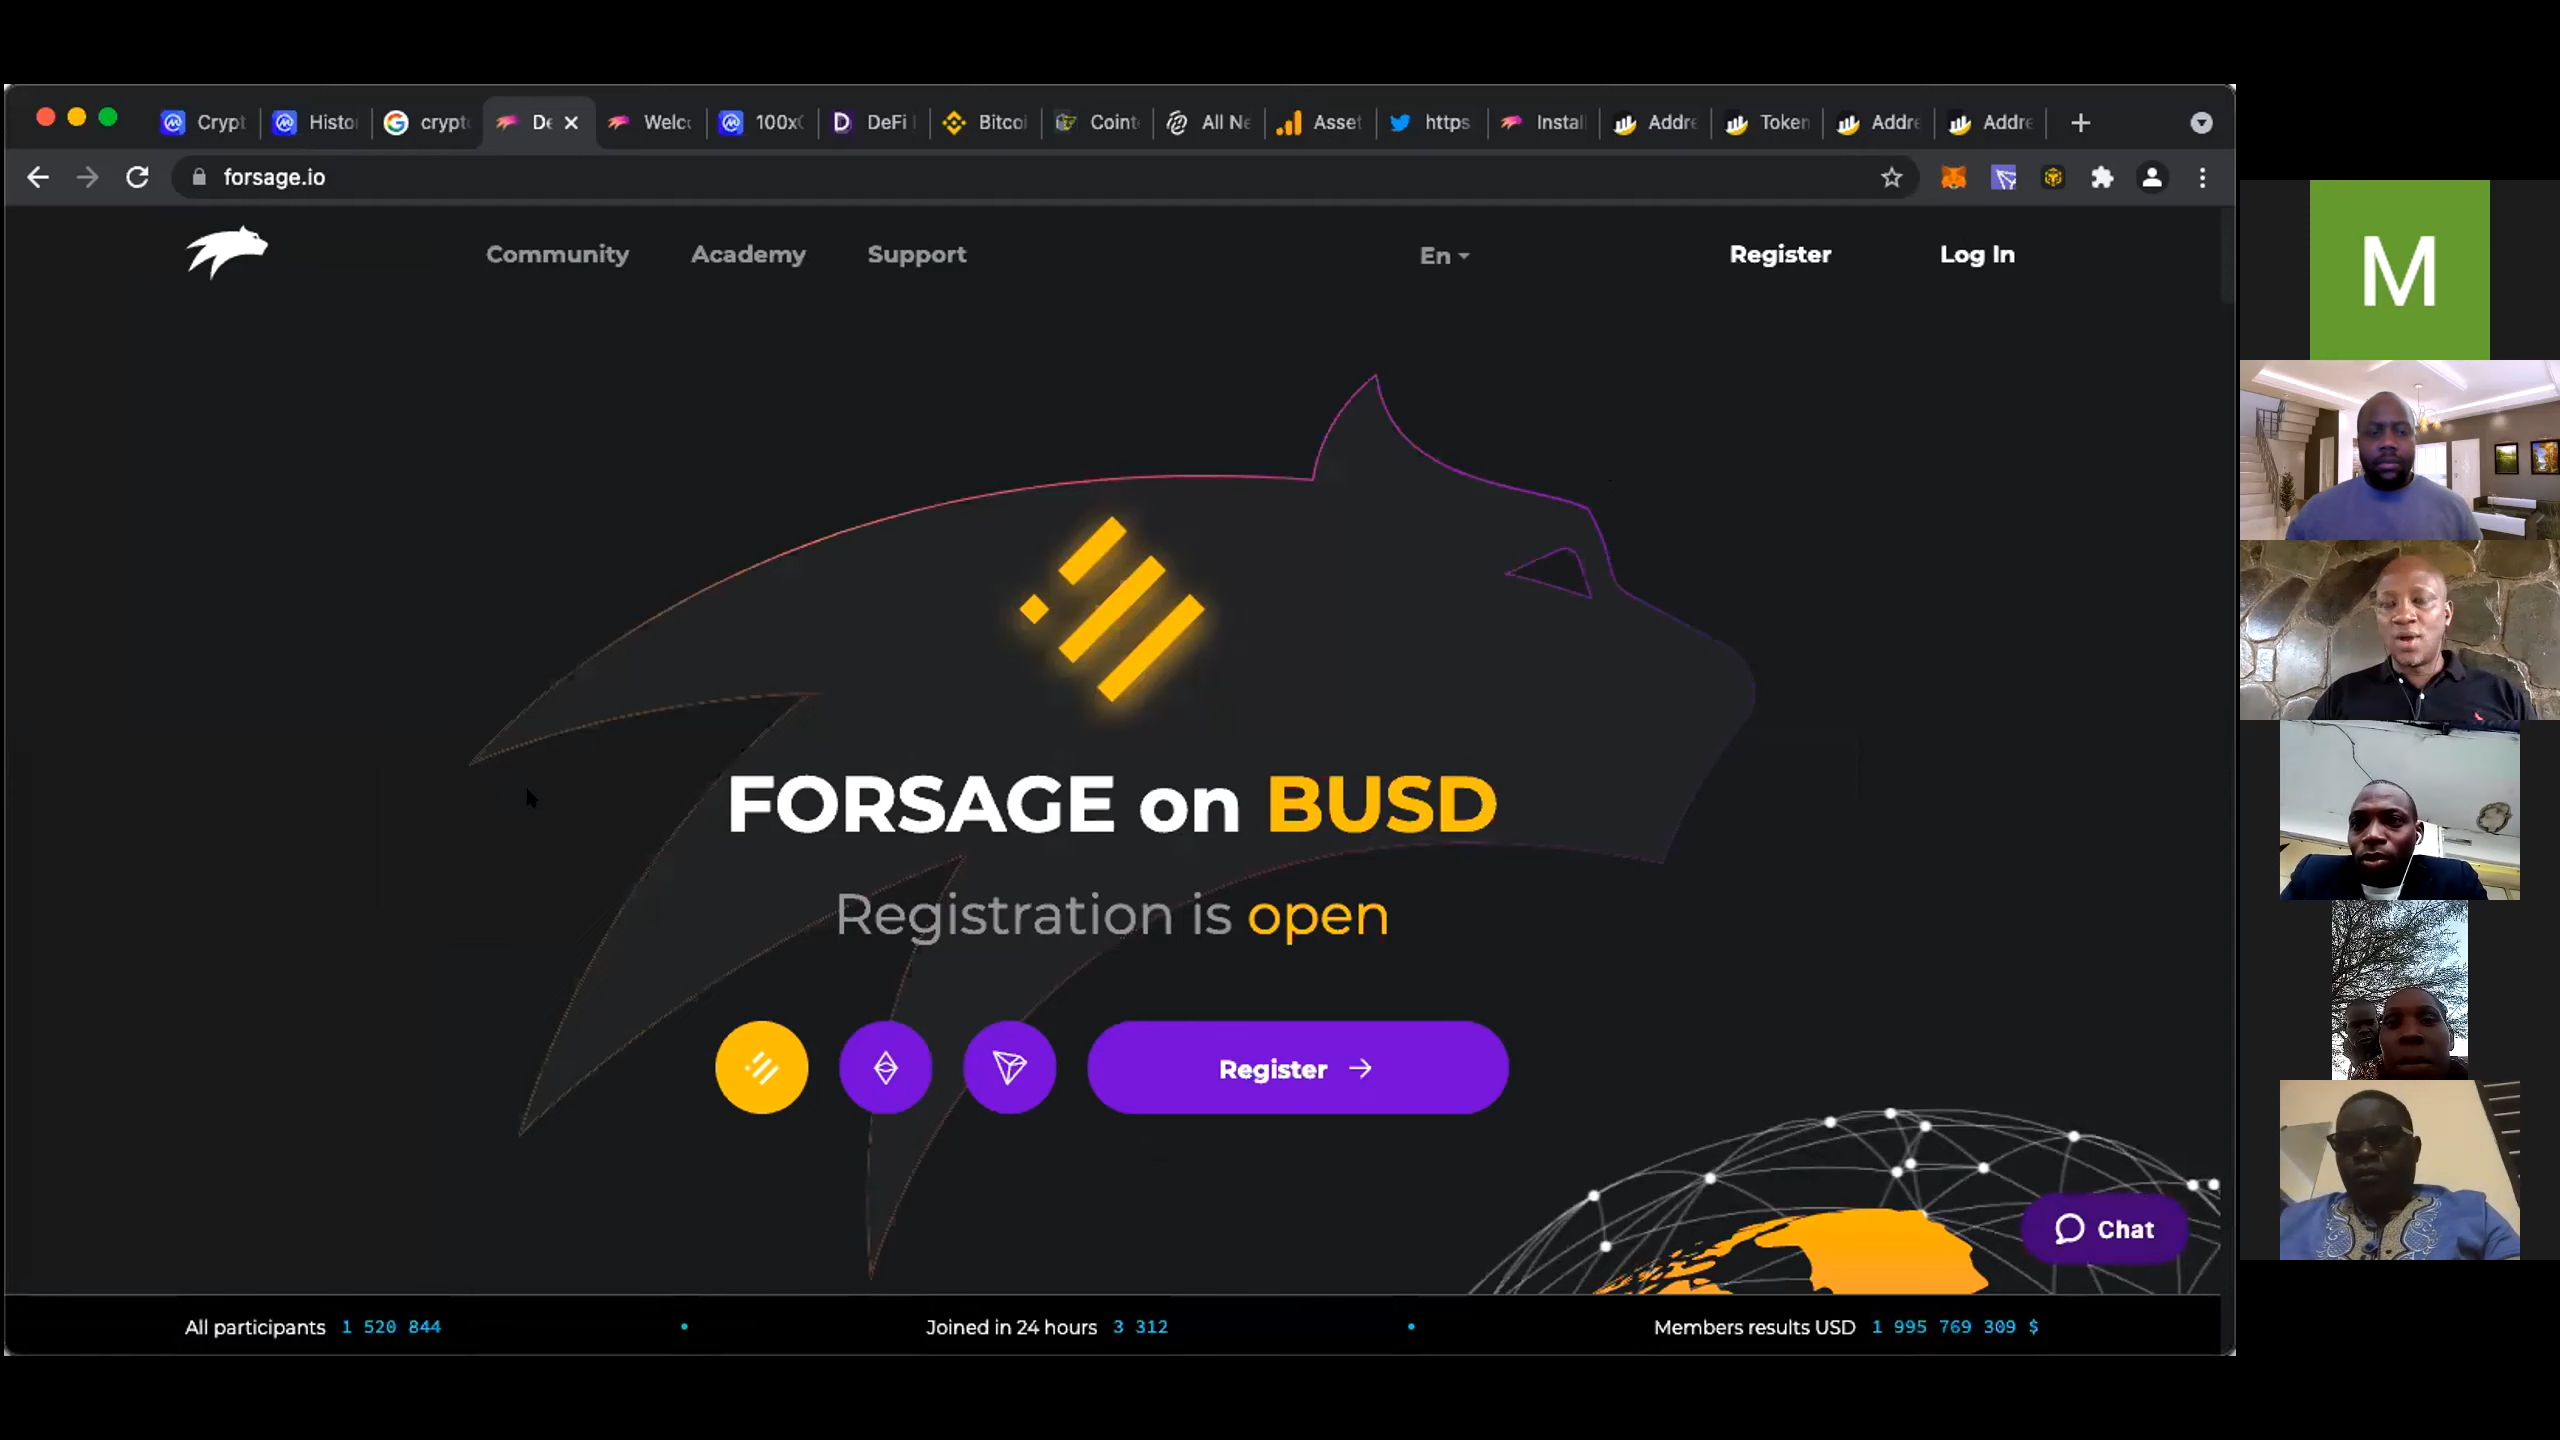 Crypt
Histo
crypt
De
Welc
100x
D
DeFi
Bitcoi
Coint
All Ne
Asset
https
Instal
Addre
Token
Addre
Addre
forsage.io
Community
Academy
Support
En
Register
Log In
M
FORSAGE on BUSD
Registration is open
Register →
Chat
All participants 1 520 844
Joined in 24 hours 3 312
Members results USD 1 995 769 309 $